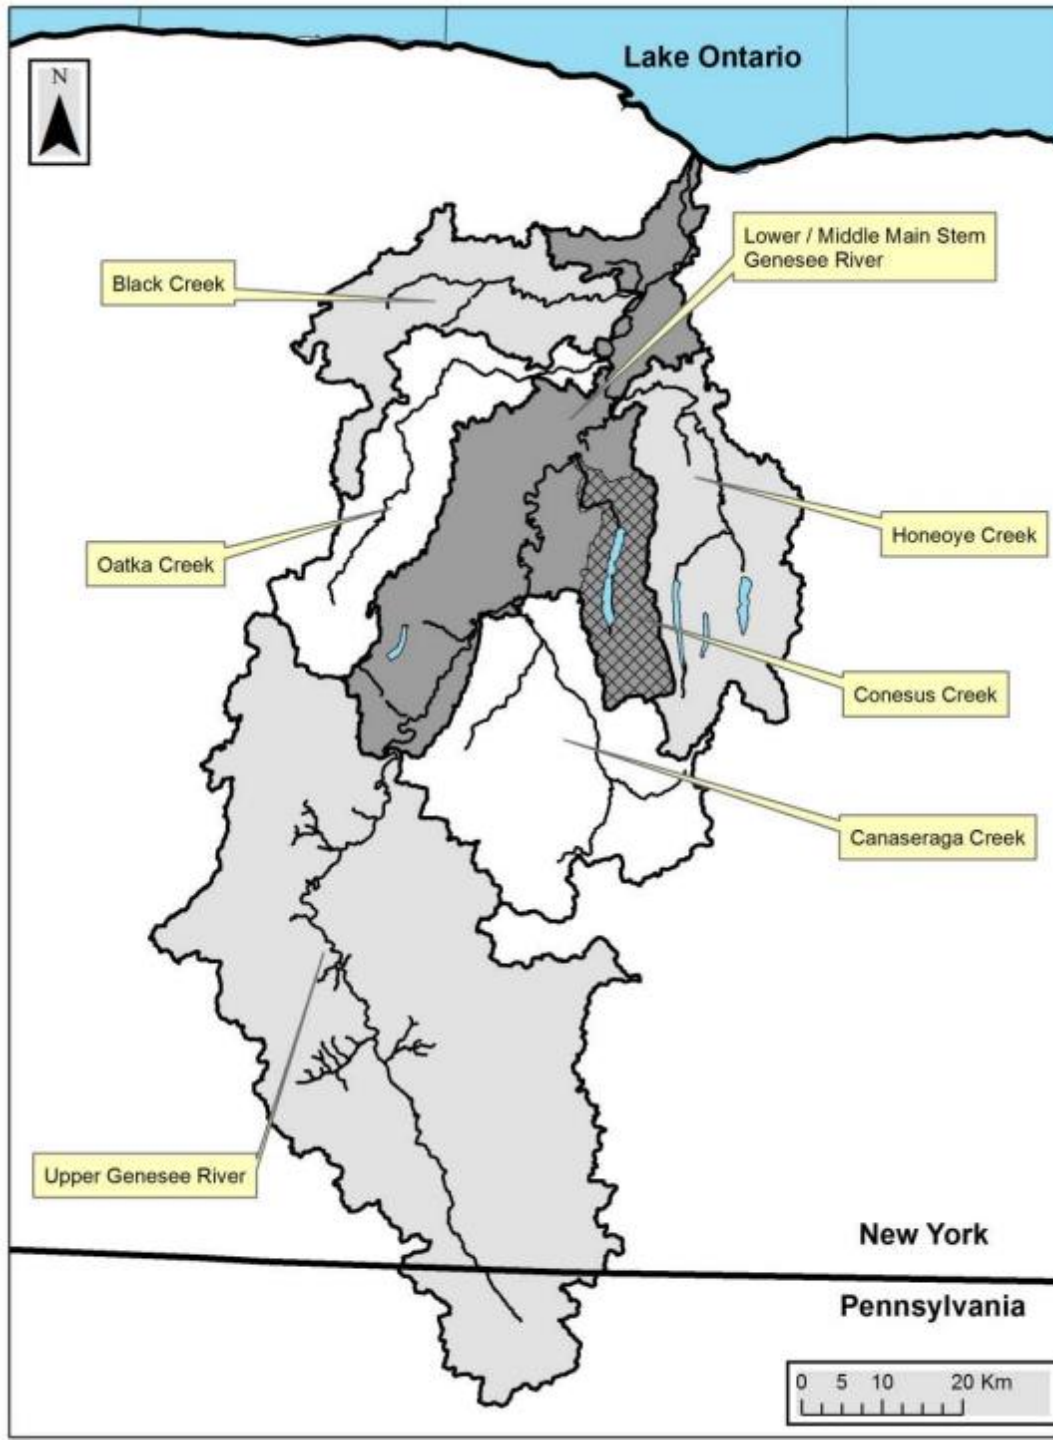 Lake Ontario
N
Lower / Middle Main Stem
Genesee River
Black Creek
Honeoye Creek
Oatka Creek
Conesus Creek
Canaseraga Creek
Upper Genesee River
New York
Pennsylvania
0 5 10 20 Km